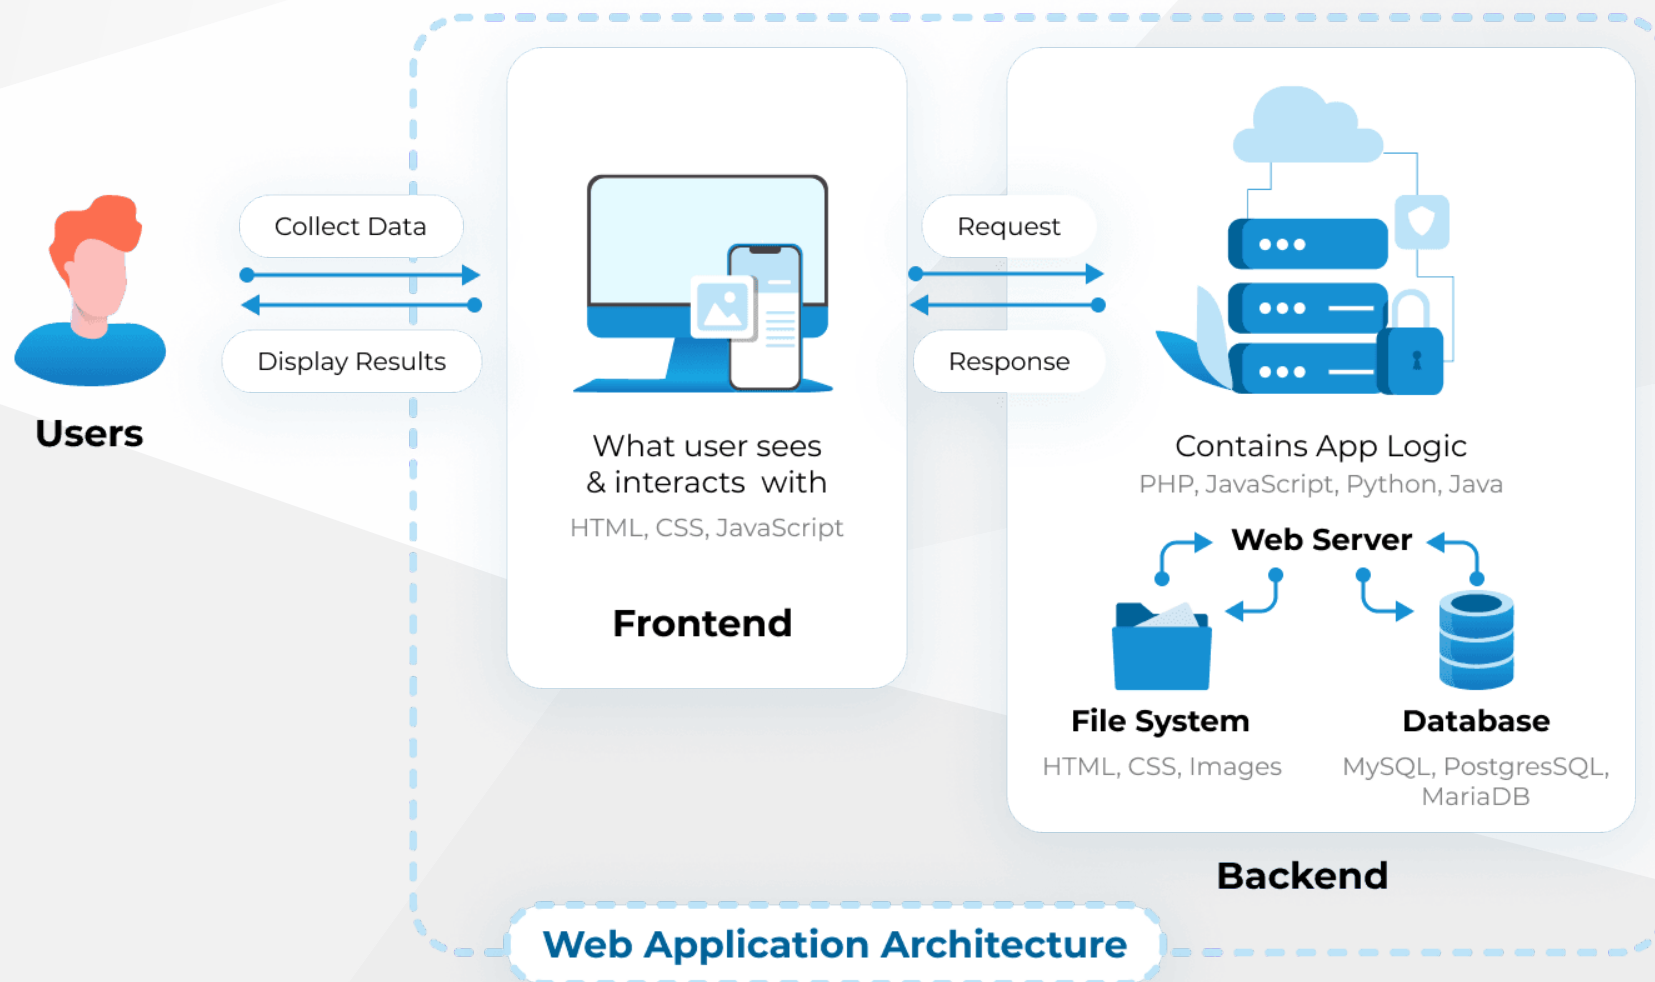 Collect Data
Display Results
Users
What user sees
& interacts with
HTML, CSS, JavaScript
Frontend
Request
Response
Contains App Logic
PHP, JavaScript, Python, Java
Web Server
File System
HTML, CSS, Images
Database
MySQL, PostgresSQL,
MariaDB
Backend
Web Application Architecture